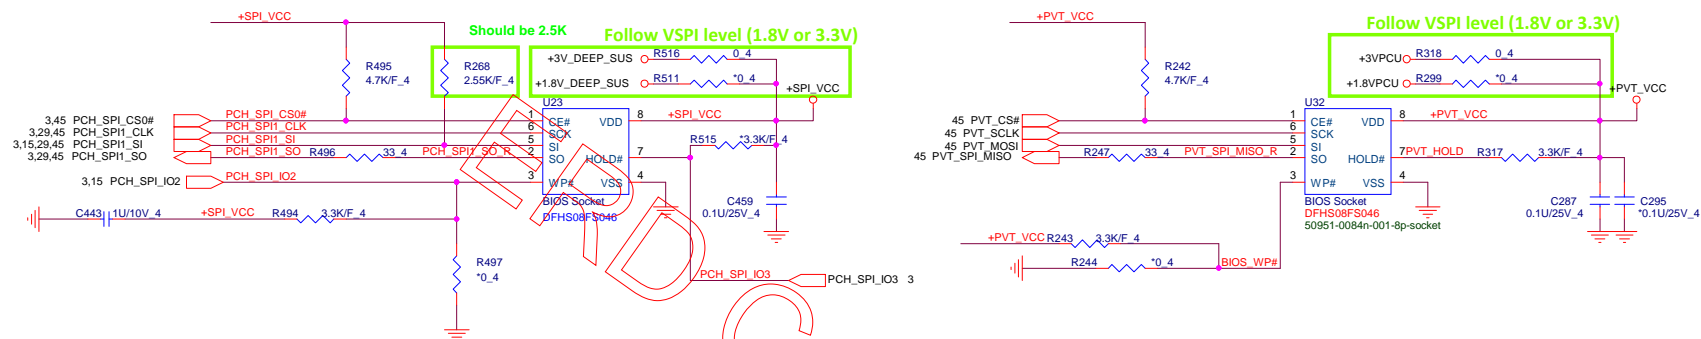 +SPI_VCC
Should be 2.5K
Follow VSPI level (1.8V or 3.3V)
+3V_DEEP_SUS R516 0_4
R495
4.7K/F_4
R268
2.55K/F_4
+1.8V_DEEP_SUS R511 *0_4
+SPI_VCC
U23
3,45 PCH_SPI_CS0# PCH_SPI_CS0# 1 CE# VDD 8 +SPI_VCC
3,29,45 PCH_SPI1_CLK PCH_SPI1_CLK 6 SCK
3,15,29,45 PCH_SPI1_SI PCH_SPI1_SI 5 SI R515 *3.3K/F_4
3,29,45 PCH_SPI1_SO PCH_SPI1_SO R496 33_4 PCH_SPI1_SO_R 2 SO HOLD# 7
3,15 PCH_SPI_IO2 PCH_SPI_IO2 3 WP# VSS 4
BIOS Socket
DFHS08FS046
C459
0.1U/25V_4
C443 1U/10V_4 +SPI_VCC R494 3.3K/F_4
R497
*0_4
PCH_SPI_IO3 PCH_SPI_IO3 3
+PVT_VCC
Follow VSPI level (1.8V or 3.3V)
+3VPCU R318 0_4
R242
4.7K/F_4
+1.8VPCU R299 *0_4
+PVT_VCC
U32
45 PVT_CS# 1 CE# VDD 8 +PVT_VCC
45 PVT_SCLK 6 SCK
45 PVT_MOSI 5 SI
45 PVT_SPI_MISO R247 33_4 PVT_SPI_MISO_R 2 SO HOLD# 7 PVT_HOLD R317 3.3K/F_4
3 WP# VSS 4
BIOS Socket
DFHS08FS046
50951-0084n-001-8p-socket
C287
0.1U/25V_4
C295
*0.1U/25V_4
+PVT_VCC R243 3.3K/F_4
R244 *0_4 BIOS_WP#